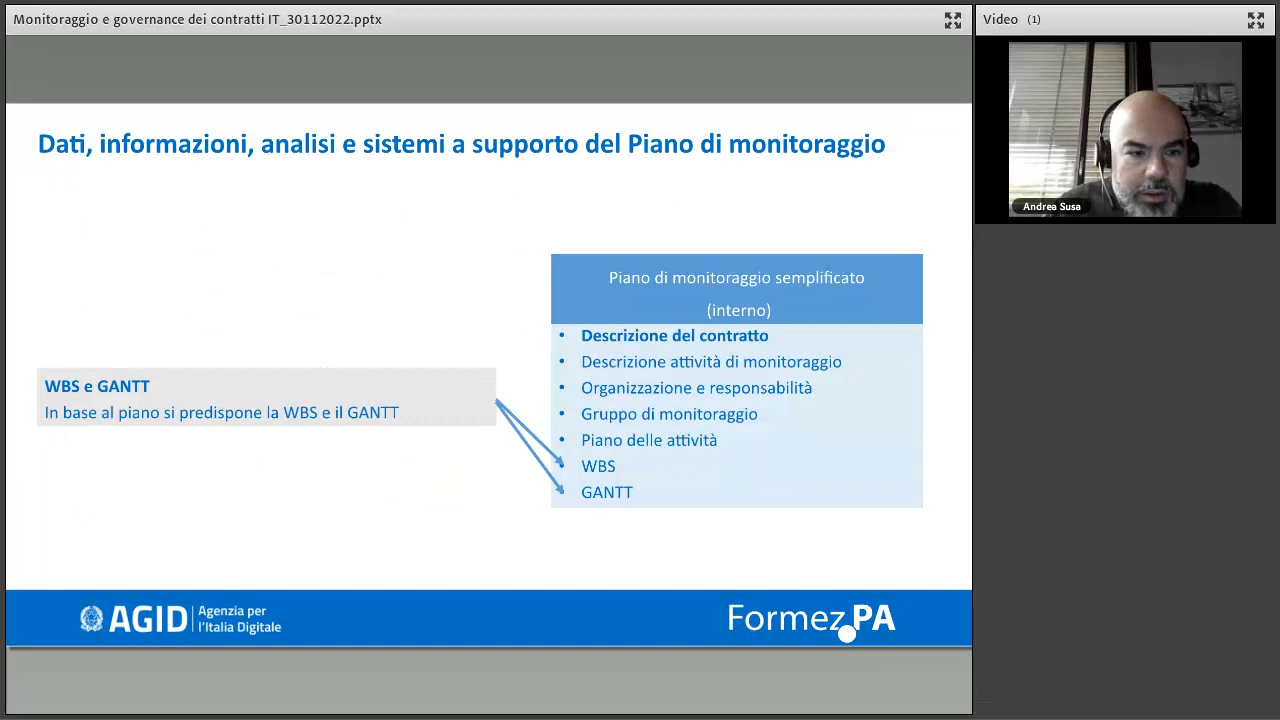 Monitoraggio e governance dei contratti IT_30112022.pptx
Video (1)
Andrea Susa
Dati, informazioni, analisi e sistemi a supporto del Piano di monitoraggio
WBS e GANTT
In base al piano si predispone la WBS e il GANTT
Piano di monitoraggio semplificato
(interno)
• Descrizione del contratto
• Descrizione attività di monitoraggio
• Organizzazione e responsabilità
• Gruppo di monitoraggio
• Piano delle attività
• WBS
• GANTT
AGID
Agenzia per
l'Italia Digitale
Formez PA